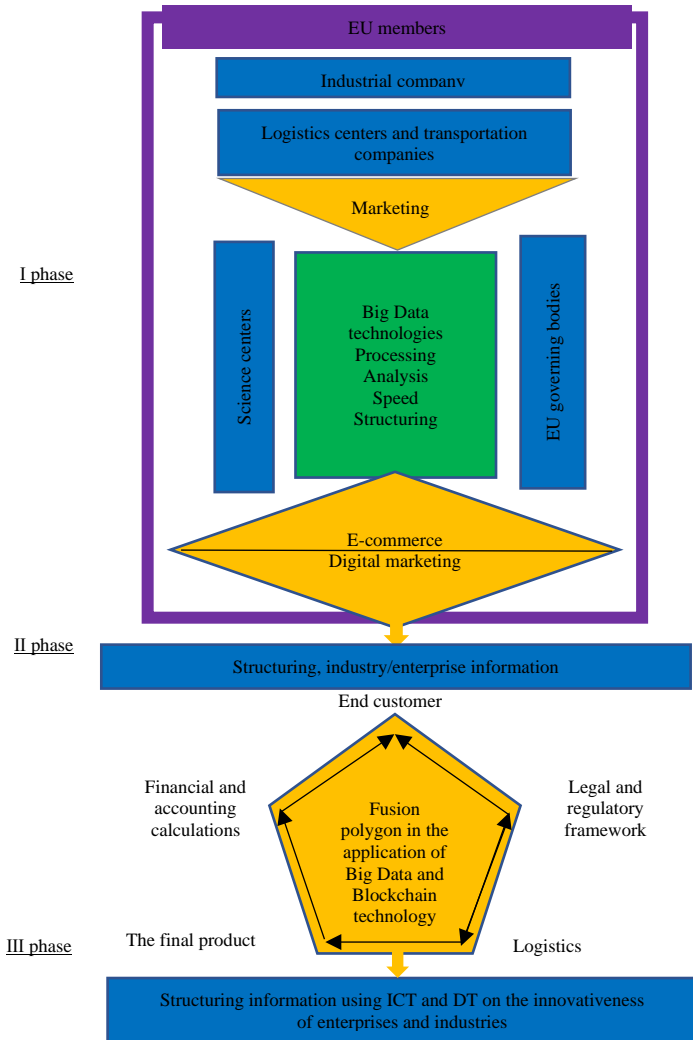 EU members
Industrial company
Logistics centers and transportation
companies
Marketing
I phase
Science centers
Big Data
technologies
Processing
Analysis
Speed
Structuring
EU governing bodies
E-commerce
Digital marketing
II phase
Structuring, industry/enterprise information
End customer
Financial and
accounting
calculations
Fusion
polygon in the
application of
Big Data and
Blockchain
technology
Legal and
regulatory
framework
III phase
The final product
Logistics
Structuring information using ICT and DT on the innovativeness
of enterprises and industries